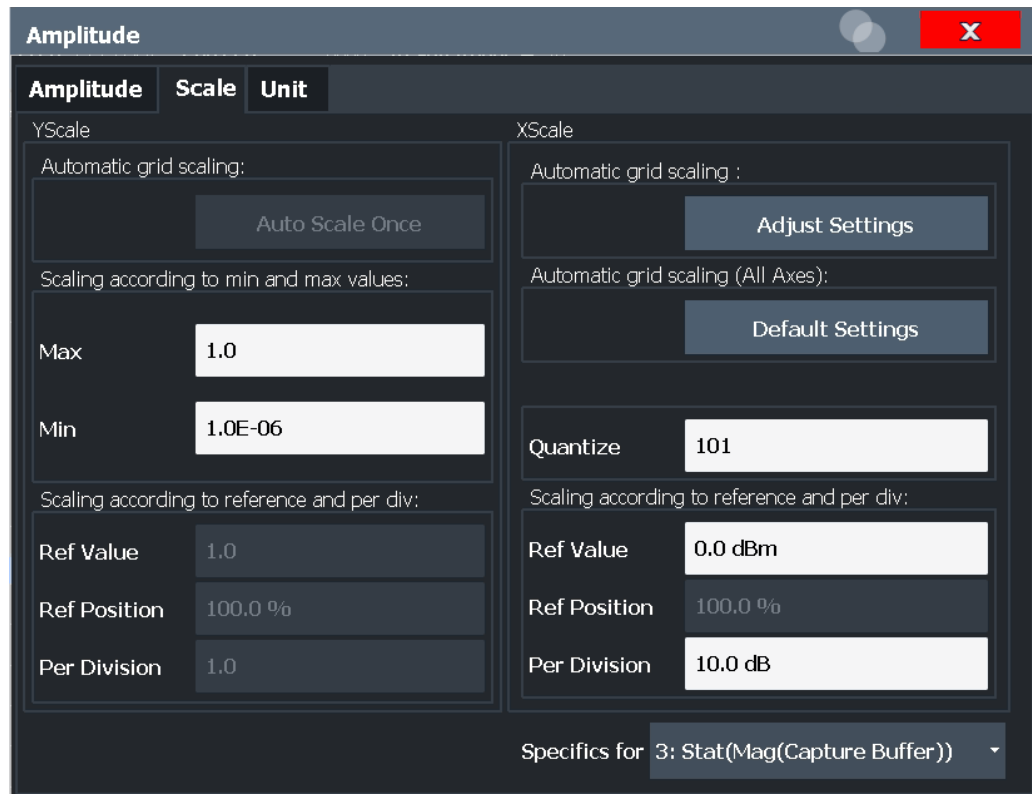 Amplitude
X
Amplitude Scale Unit
YScale
Automatic grid scaling:
Auto Scale Once
Scaling according to min and max values:
Max 1.0
Min 1.0E-06
Scaling according to reference and per div:
Ref Value 1.0
Ref Position 100.0 %
Per Division 1.0
XScale
Automatic grid scaling :
Adjust Settings
Automatic grid scaling (All Axes):
Default Settings
Quantize 101
Scaling according to reference and per div:
Ref Value 0.0 dBm
Ref Position 100.0 %
Per Division 10.0 dB
Specifics for 3: Stat(Mag(Capture Buffer))